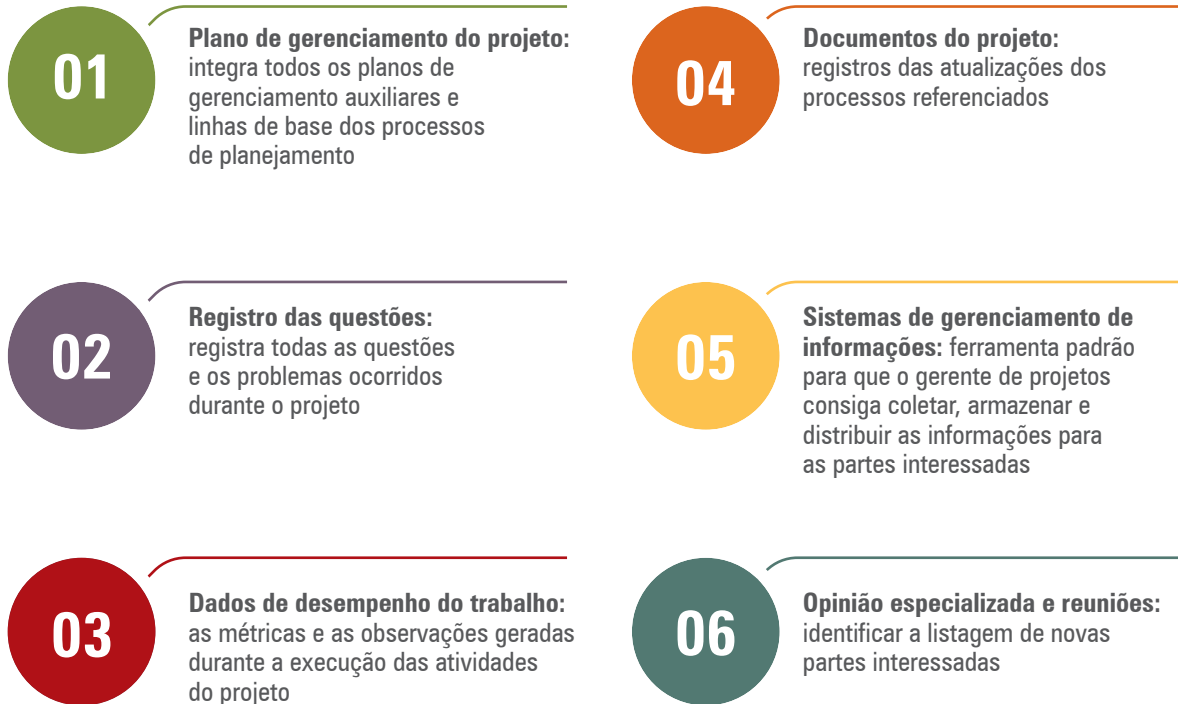 01
Plano de gerenciamento do projeto:
integra todos os planos de
gerenciamento auxiliares e
linhas de base dos processos
de planejamento
02
Registro das questões:
registra todas as questões
e os problemas ocorridos
durante o projeto
03
Dados de desempenho do trabalho:
as métricas e as observações geradas
durante a execução das atividades
do projeto
04
Documentos do projeto:
registros das atualizações dos
processos referenciados
05
Sistemas de gerenciamento de
informações: ferramenta padrão
para que o gerente de projetos
consiga coletar, armazenar e
distribuir as informações para
as partes interessadas
06
Opinião especializada e reuniões:
identificar a listagem de novas
partes interessadas